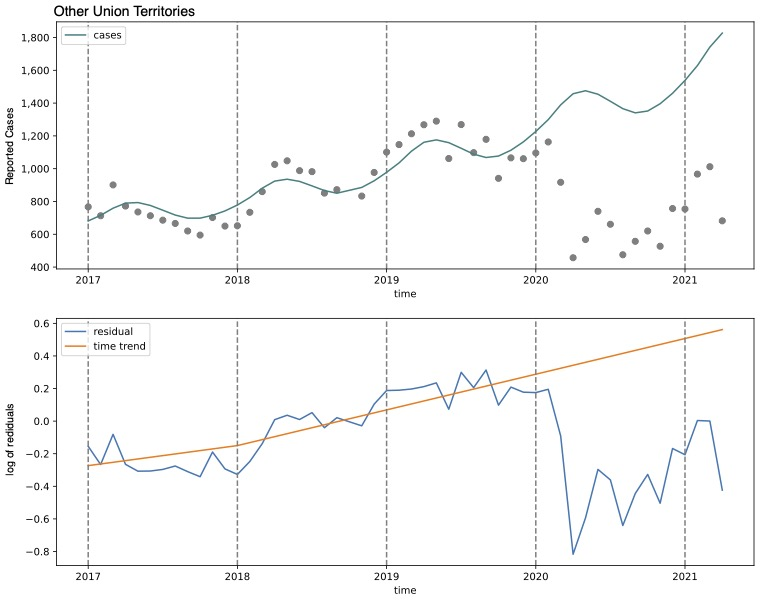 Other Union Territories
cases
1,800
1,600
1,400
1,200
1,000
800
600
400
Reported Cases
2017 2018 2019 2020 2021
time
residual
time trend
0.6
0.4
0.2
0.0
−0.2
−0.4
−0.6
−0.8
log of rediduals
2017 2018 2019 2020 2021
time